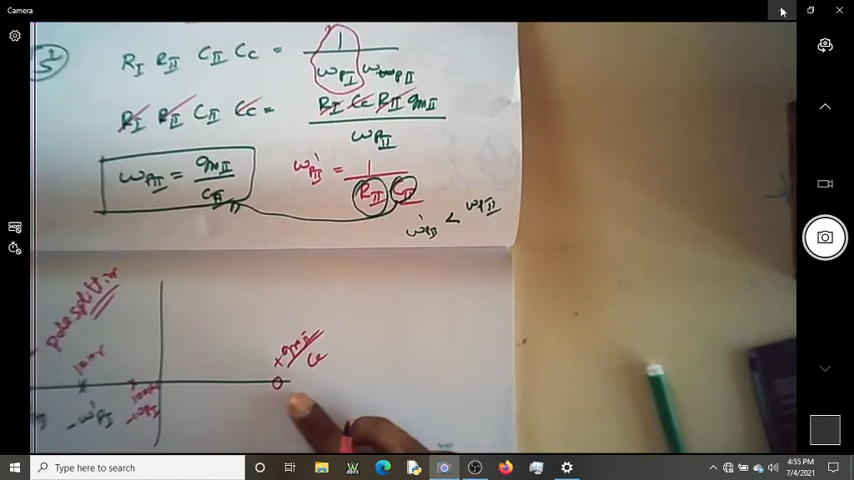 Camera
S²
R_I R_II C_II C_C = 1 / ω_PI ω_PII
R_I R_II C_II C_C = R_I C_C R_II g_mII / ω_PII
ω_PII = g_mII / C_II
ω'_PII = 1 / R_II C_II
ω'_PII < ω_PII
pole splitting
+g_mII / C_C
-ω'_PI
-ω_PI
Type here to search
4:55 PM
7/4/2021